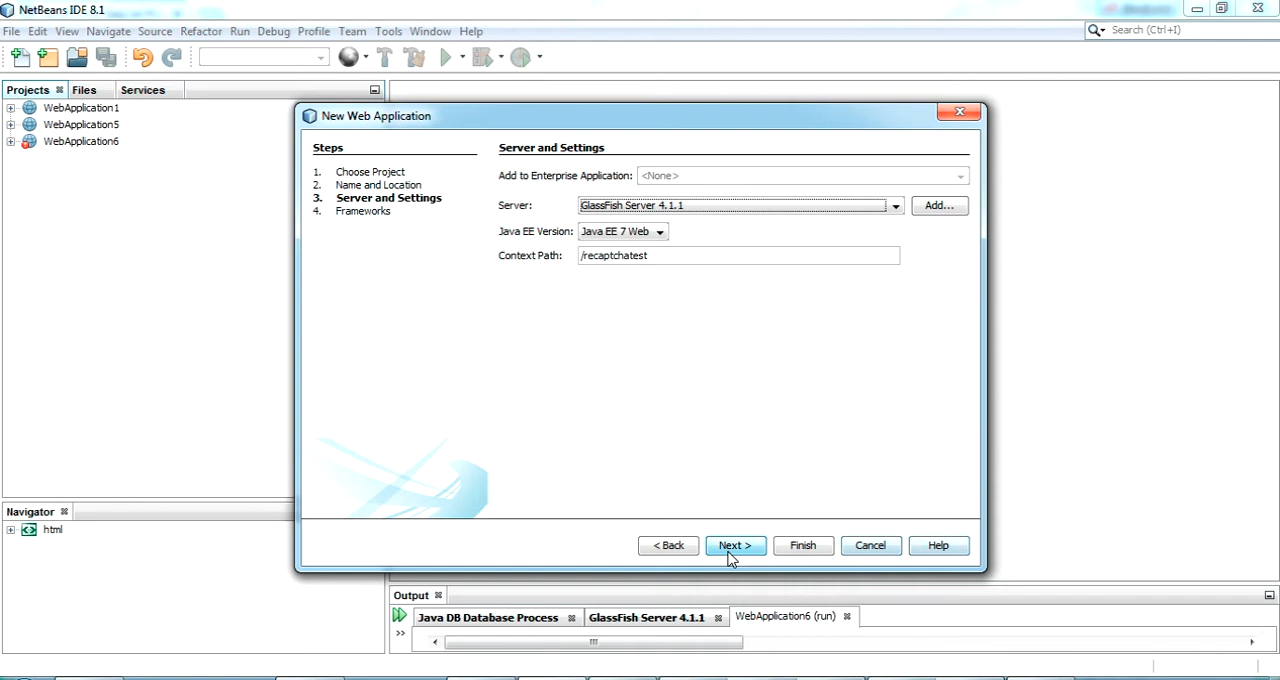 NetBeans IDE 8.1
File Edit View Navigate Source Refactor Run Debug Profile Team Tools Window Help
Search (Ctrl+I)
Projects Files Services
WebApplication1
WebApplication5
WebApplication6
New Web Application
Steps
1. Choose Project
2. Name and Location
3. Server and Settings
4. Frameworks
Server and Settings
Add to Enterprise Application: <None>
Server: GlassFish Server 4.1.1 Add...
Java EE Version: Java EE 7 Web
Context Path: /recaptchatest
< Back Next > Finish Cancel Help
Navigator
html
Output
Java DB Database Process GlassFish Server 4.1.1 WebApplication6 (run)
>>